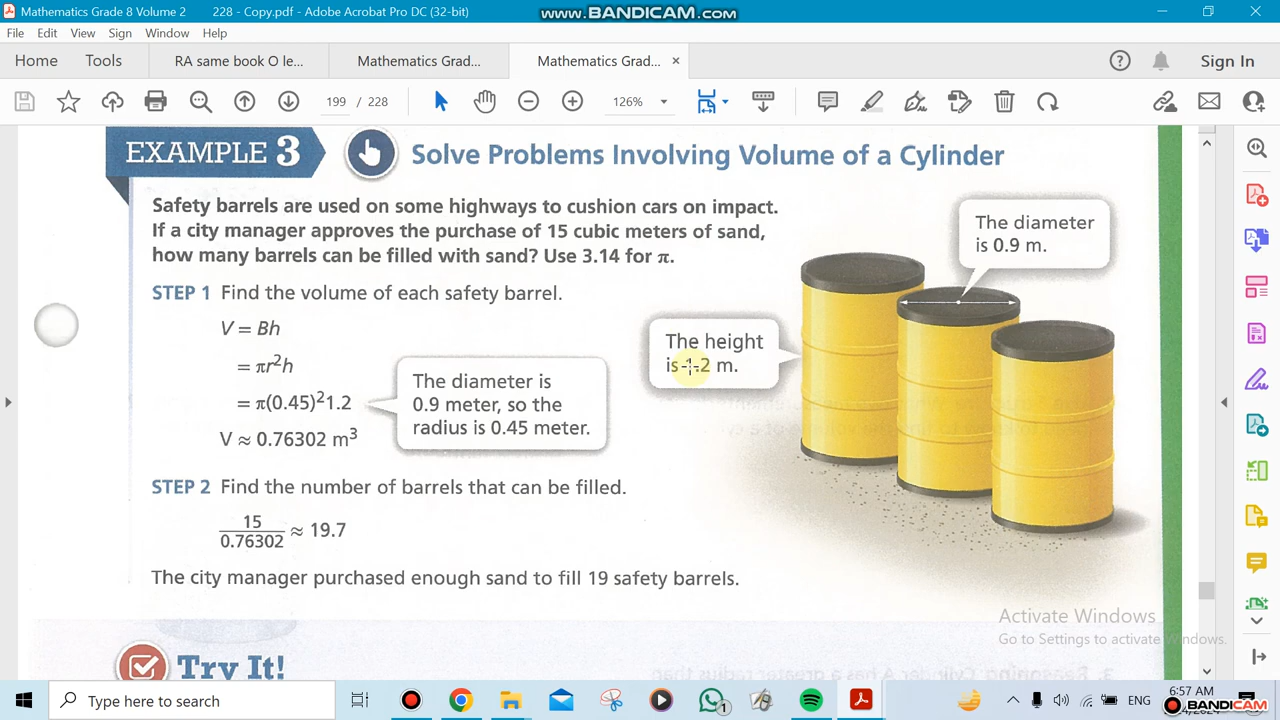 Mathematics Grade 8 Volume 2 228 - Copy.pdf - Adobe Acrobat Pro DC (32-bit)
www.BANDICAM.com
File Edit View Sign Window Help
Home Tools RA same book O le... Mathematics Grad... Mathematics Grad... × Sign In
199 / 228 126%
EXAMPLE 3 Solve Problems Involving Volume of a Cylinder
Safety barrels are used on some highways to cushion cars on impact.
If a city manager approves the purchase of 15 cubic meters of sand,
how many barrels can be filled with sand? Use 3.14 for π.
The diameter
is 0.9 m.
STEP 1 Find the volume of each safety barrel.
V = Bh
= πr²h
= π(0.45)²1.2
V ≈ 0.76302 m³
The diameter is
0.9 meter, so the
radius is 0.45 meter.
The height
is 1.2 m.
STEP 2 Find the number of barrels that can be filled.
15
0.76302 ≈ 19.7
The city manager purchased enough sand to fill 19 safety barrels.
Activate Windows
Go to Settings to activate Windows.
Try It!
Type here to search
1
ENG
6:57 AM
BANDICAM